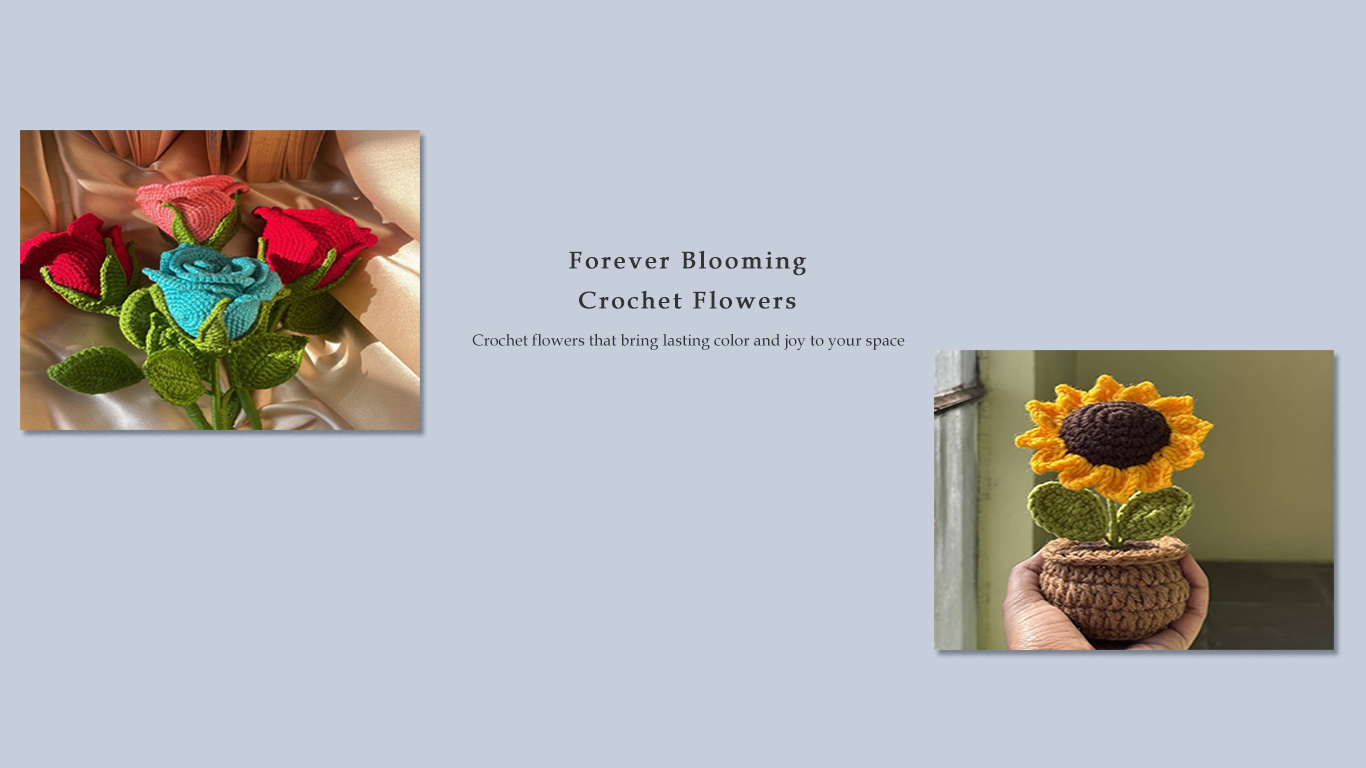 Forever Blooming
Crochet Flowers
Crochet flowers that bring lasting color and joy to your space